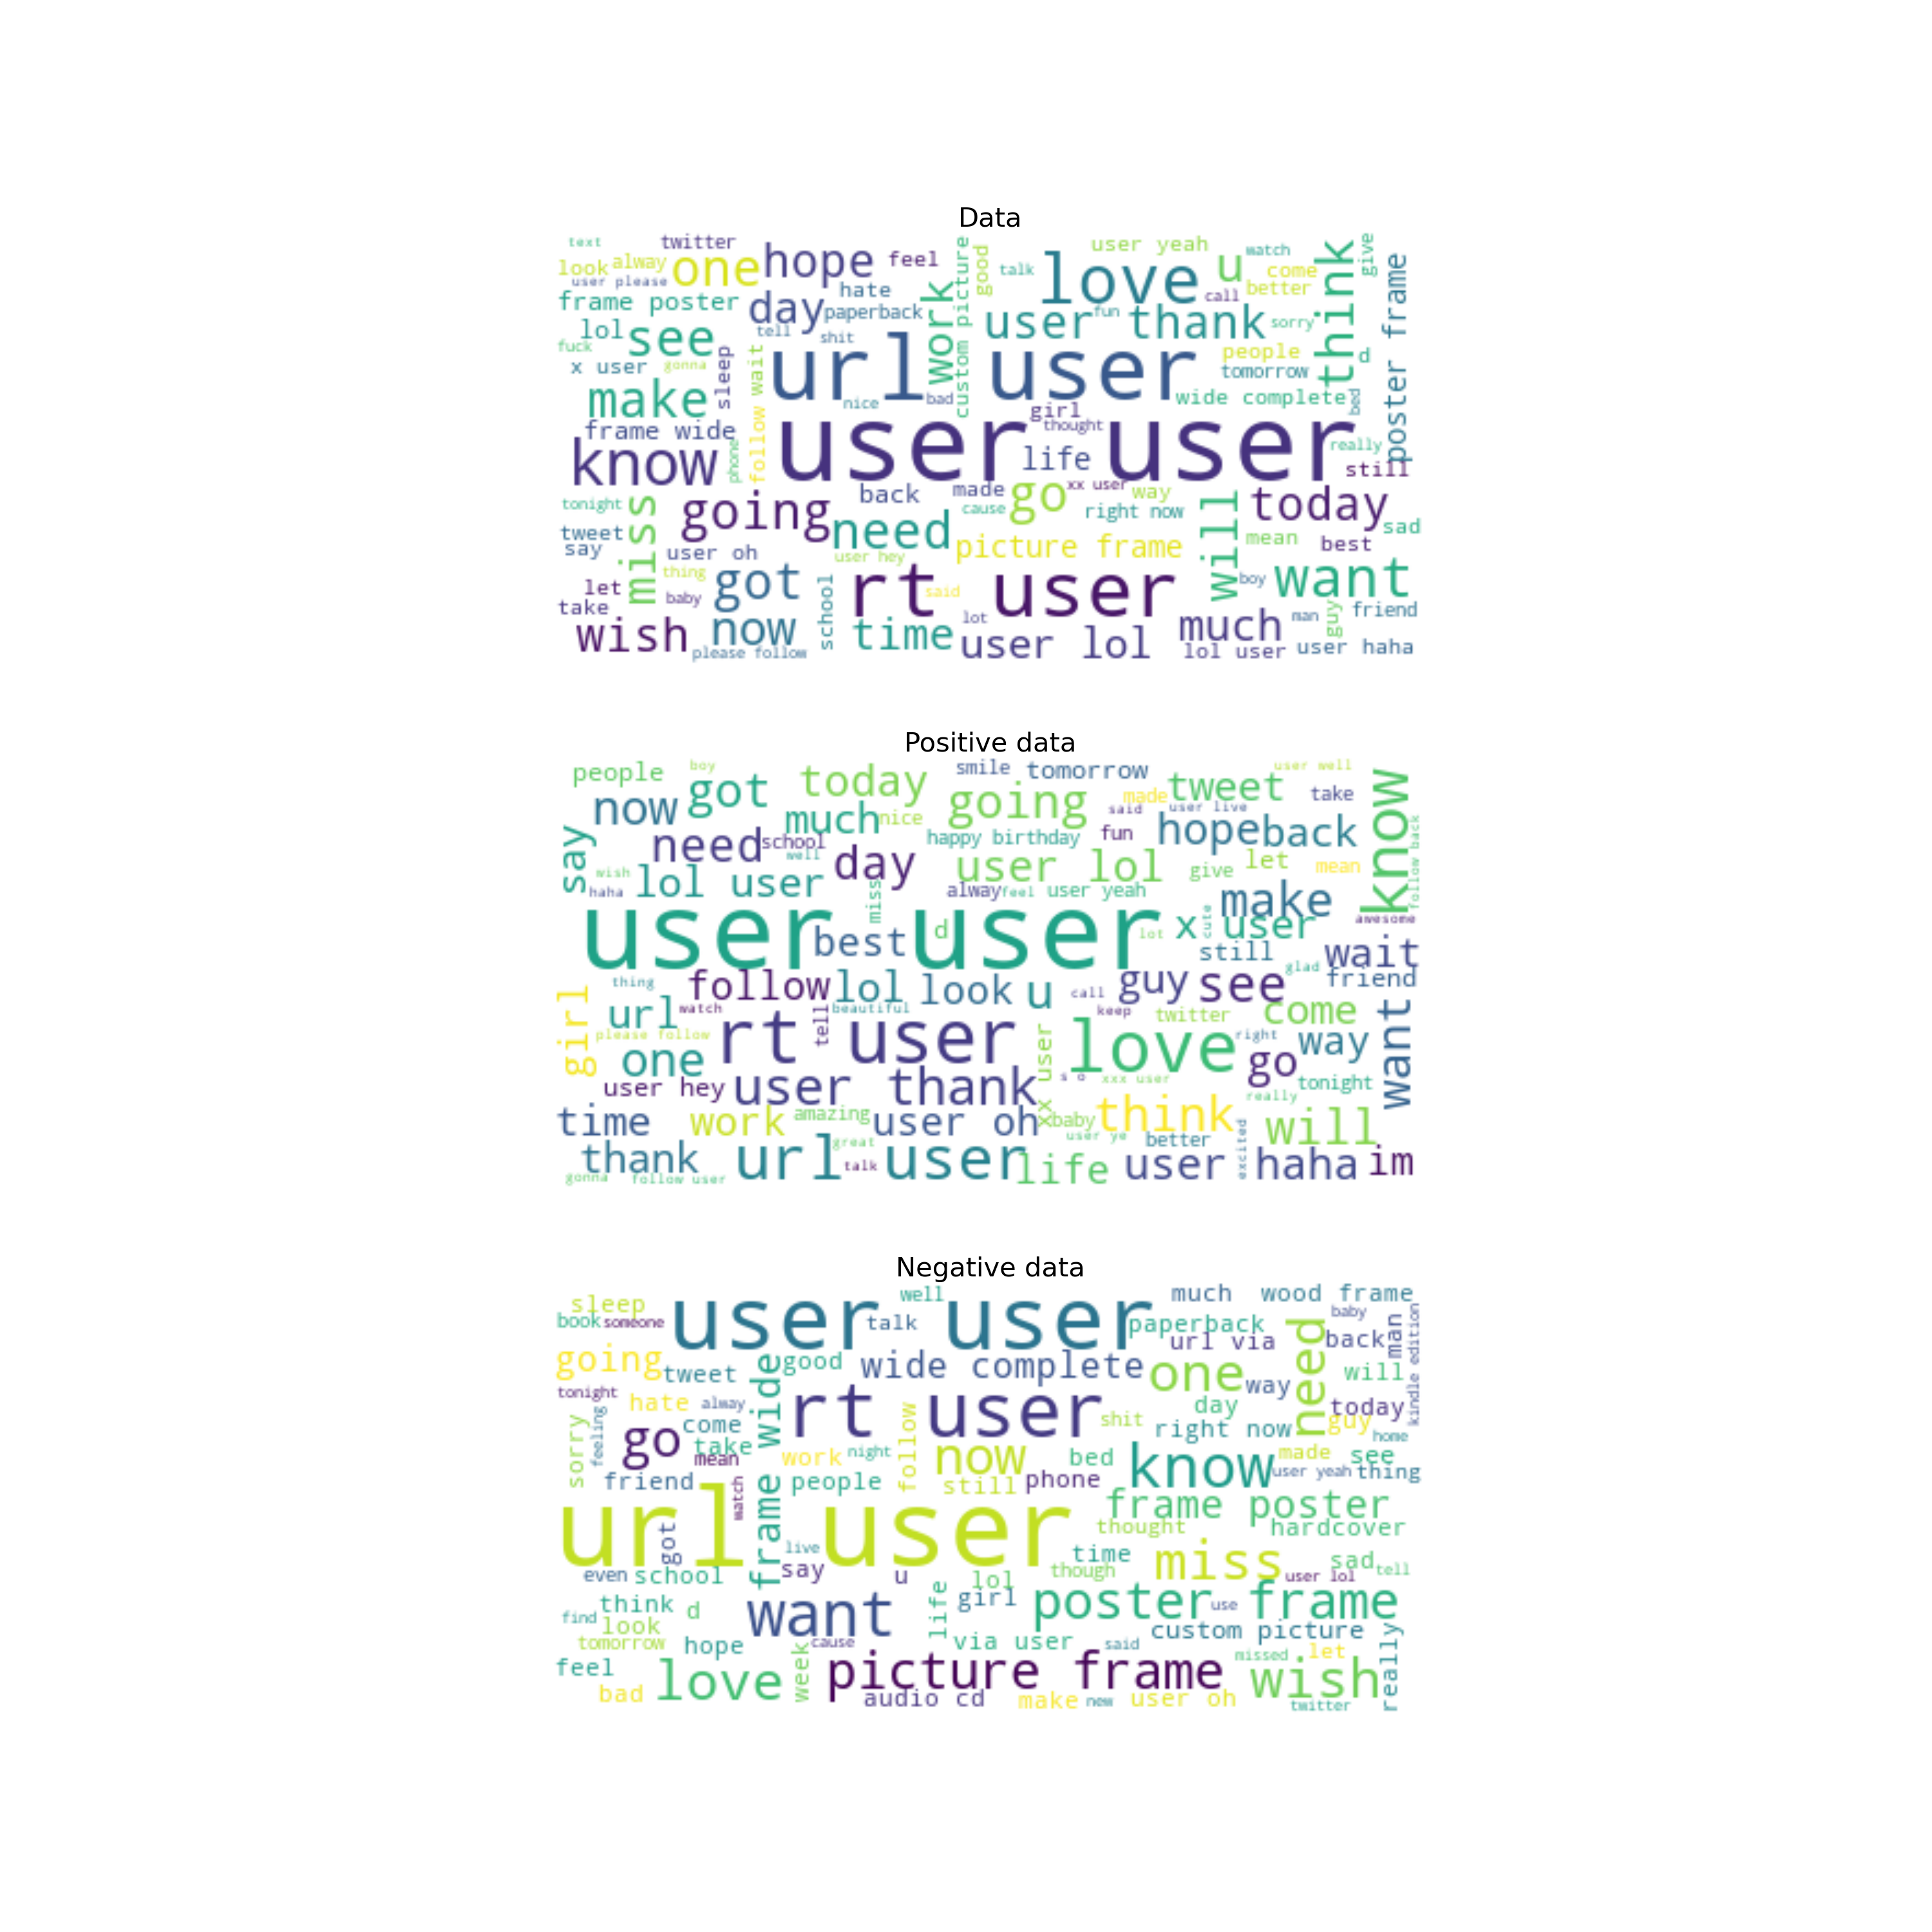 Data
text
twitter
hope
feel
user yeah
watch
give
look
alway
one
user please
custom picture
good
talk
love
u
come
think
better
call
poster frame
frame poster
day
hate
paperback
work
user thank
fun
sorry
lol
see
tell
shit
fuck
x user
gonna
sleep
follow wait
url user
people
d
tomorrow
make
nice
bad
wide complete
bed
frame wide
girl
thought
user user
really
know
phone
life
still
back
made
go
xx user
way
tonight
miss
going
cause
right now
will
today
tweet
need
sad
say
user oh
user hey
picture frame
mean
best
thing
got
school
rt user
boy
want
let
baby
said
take
lot
much
man
guy
friend
wish
now
please follow
time
user lol
lol user
user haha
Positive data
people
boy
got
today
smile
tomorrow
user well
know
now
going
made
tweet
take
much
nice
said
user live
say
need
school
happy birthday
fun
hope
back
follow back
well
day
user lol
give
let
mean
wish
haha
lol user
miss
alway
feel
user yeah
make
awesome
user user
best
d
lot
x user
cute
still
wait
thing
follow
lol
look
u
call
guy
see
glad
friend
girl
url
watch
tell
beautiful
keep
twitter
come
want
please follow
rt user
love
right
way
one
xx user
go
user hey
user thank
s o
xxx user
tonight
really
time
work
amazing
user oh
baby
think
user ye
better
excited
will
thank
url user
great
talk
life
user haha
im
gonna
follow user
Negative data
sleep
user user
well
much
wood frame
book
someone
talk
paperback
baby
url via
need
back
man
kindle edition
going
tweet
frame wide
good
wide complete
one
way
will
tonight
hate
alway
rt user
shit
day
today
sorry
feeling
go
come
take
mean
follow
right now
guy
home
work
night
now
bed
know
made
see
friend
people
still
phone
user yeah
thing
url user
watch
frame poster
got
thought
hardcover
live
time
miss
sad
tell
even
school
say
u
lol
though
user lol
think
d
want
life
girl
poster frame
use
find
look
tomorrow
hope
cause
via user
said
custom picture
really
feel
week
picture frame
missed
let
bad
love
audio cd
make
new
user oh
wish
twitter